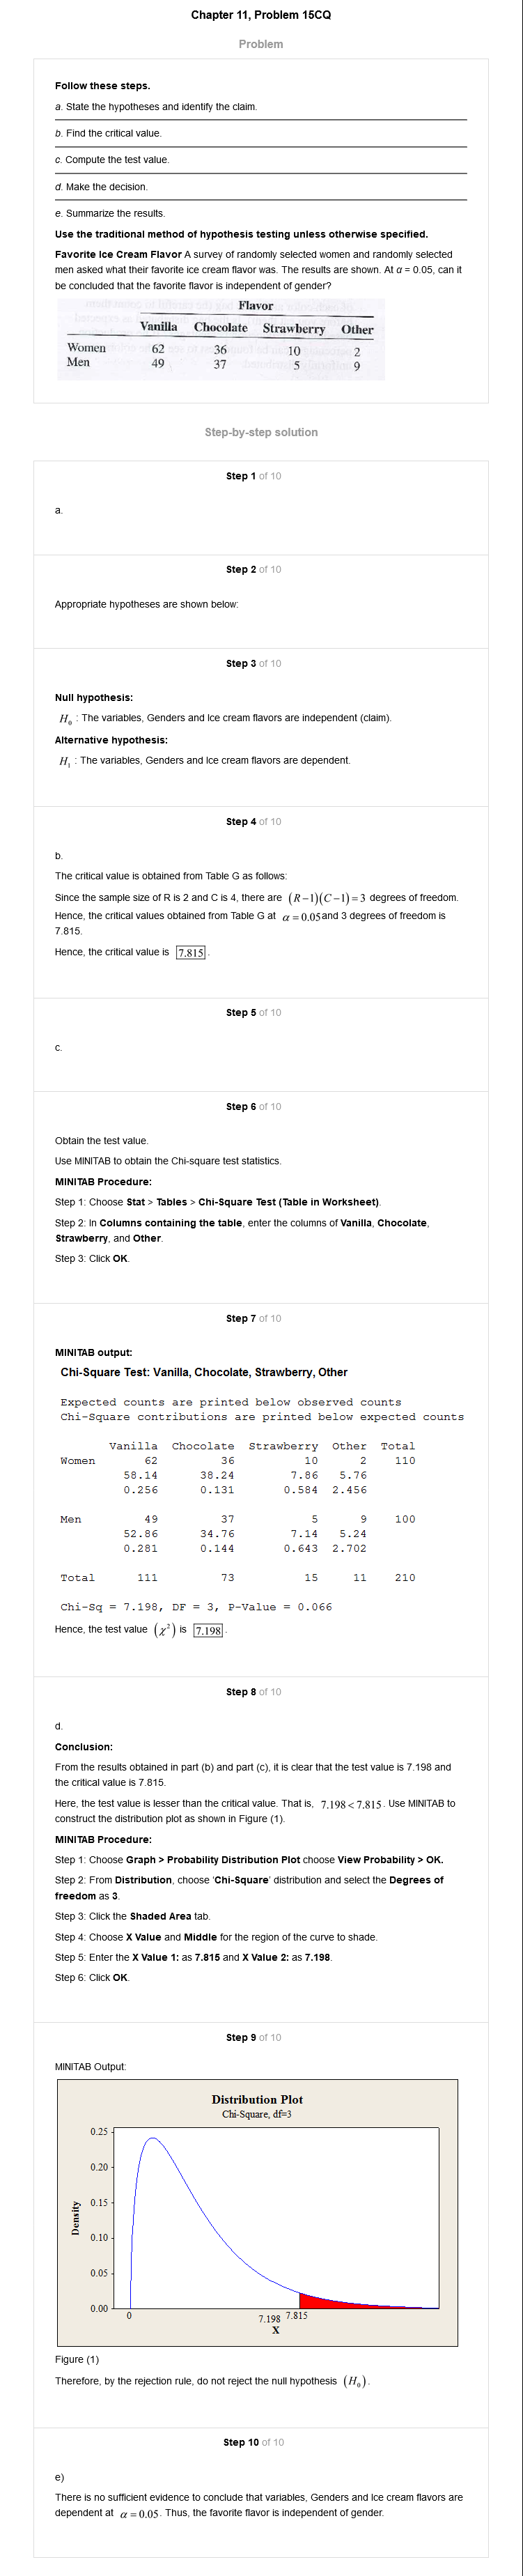 Chapter 11, Problem 15CQ
Problem
Follow these steps.
a. State the hypotheses and identify the claim.
b. Find the critical value.
c. Compute the test value.
d. Make the decision.
e. Summarize the results.
Use the traditional method of hypothesis testing unless otherwise specified.
Favorite Ice Cream Flavor A survey of randomly selected women and randomly selected
men asked what their favorite ice cream flavor was. The results are shown. At α = 0.05, can it
be concluded that the favorite flavor is independent of gender?
Flavor
Vanilla Chocolate Strawberry Other
Women 62 36 10 2
Men 49 37 5 9
Step-by-step solution
Step 1 of 10
a.
Step 2 of 10
Appropriate hypotheses are shown below:
Step 3 of 10
Null hypothesis:
H₀ : The variables, Genders and Ice cream flavors are independent (claim).
Alternative hypothesis:
H₁ : The variables, Genders and Ice cream flavors are dependent.
Step 4 of 10
b.
The critical value is obtained from Table G as follows:
Since the sample size of R is 2 and C is 4, there are (R−1)(C−1)=3 degrees of freedom.
Hence, the critical values obtained from Table G at α = 0.05 and 3 degrees of freedom is
7.815.
Hence, the critical value is 7.815.
Step 5 of 10
c.
Step 6 of 10
Obtain the test value.
Use MINITAB to obtain the Chi-square test statistics.
MINITAB Procedure:
Step 1: Choose Stat > Tables > Chi-Square Test (Table in Worksheet).
Step 2: In Columns containing the table, enter the columns of Vanilla, Chocolate,
Strawberry, and Other.
Step 3: Click OK.
Step 7 of 10
MINITAB output:
Chi-Square Test: Vanilla, Chocolate, Strawberry, Other
Expected counts are printed below observed counts
Chi-Square contributions are printed below expected counts
Vanilla Chocolate Strawberry Other Total
Women 62 36 10 2 110
58.14 38.24 7.86 5.76
0.256 0.131 0.584 2.456
Men 49 37 5 9 100
52.86 34.76 7.14 5.24
0.281 0.144 0.643 2.702
Total 111 73 15 11 210
Chi-Sq = 7.198, DF = 3, P-Value = 0.066
Hence, the test value (χ²) is 7.198.
Step 8 of 10
d.
Conclusion:
From the results obtained in part (b) and part (c), it is clear that the test value is 7.198 and
the critical value is 7.815.
Here, the test value is lesser than the critical value. That is, 7.198 < 7.815. Use MINITAB to
construct the distribution plot as shown in Figure (1).
MINITAB Procedure:
Step 1: Choose Graph > Probability Distribution Plot choose View Probability > OK.
Step 2: From Distribution, choose 'Chi-Square' distribution and select the Degrees of
freedom as 3.
Step 3: Click the Shaded Area tab.
Step 4: Choose X Value and Middle for the region of the curve to shade.
Step 5: Enter the X Value 1: as 7.815 and X Value 2: as 7.198.
Step 6: Click OK.
Step 9 of 10
MINITAB Output:
Distribution Plot
Chi-Square, df=3
0.25
0.20
0.15
0.10
0.05
0.00
Density
0 7.198 7.815
X
Figure (1)
Therefore, by the rejection rule, do not reject the null hypothesis (H₀).
Step 10 of 10
e)
There is no sufficient evidence to conclude that variables, Genders and Ice cream flavors are
dependent at α = 0.05. Thus, the favorite flavor is independent of gender.